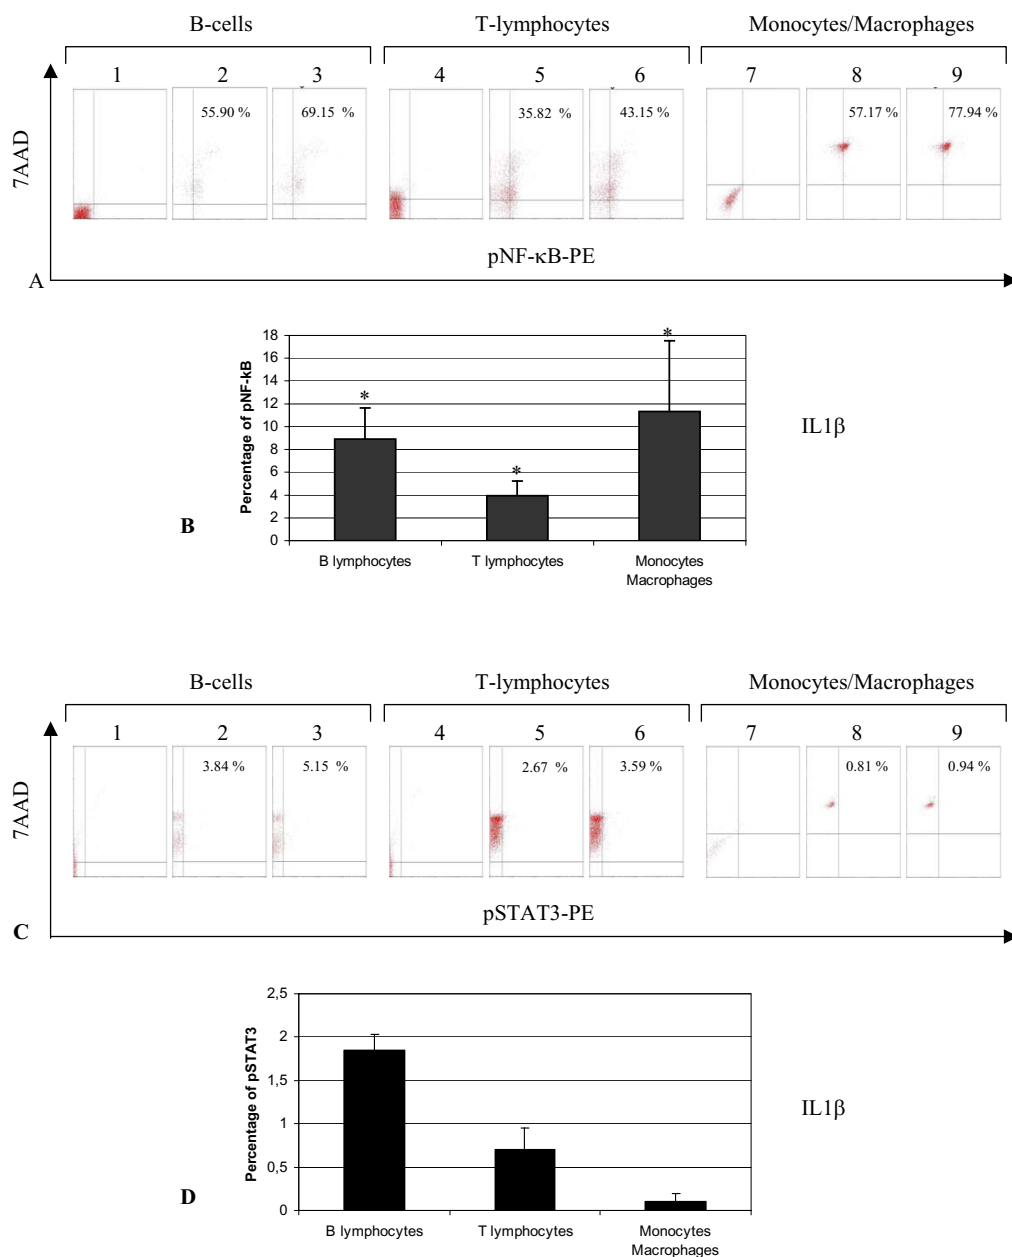 B-cells T-lymphocytes Monocytes/Macrophages
1 2 3 4 5 6 7 8 9
55.90 % 69.15 % 35.82 % 43.15 % 57.17 % 77.94 %
7AAD
pNF-κB-PE
A
18
16
14
12
10
8
6
4
2
0
Percentage of pNF-kB
* * *
IL1β
B
B lymphocytes T lymphocytes Monocytes
Macrophages
B-cells T-lymphocytes Monocytes/Macrophages
1 2 3 4 5 6 7 8 9
3.84 % 5.15 % 2.67 % 3.59 % 0.81 % 0.94 %
7AAD
pSTAT3-PE
C
2,5
2
1,5
1
0,5
0
Percentage of pSTAT3
IL1β
D
B lymphocytes T lymphocytes Monocytes
Macrophages